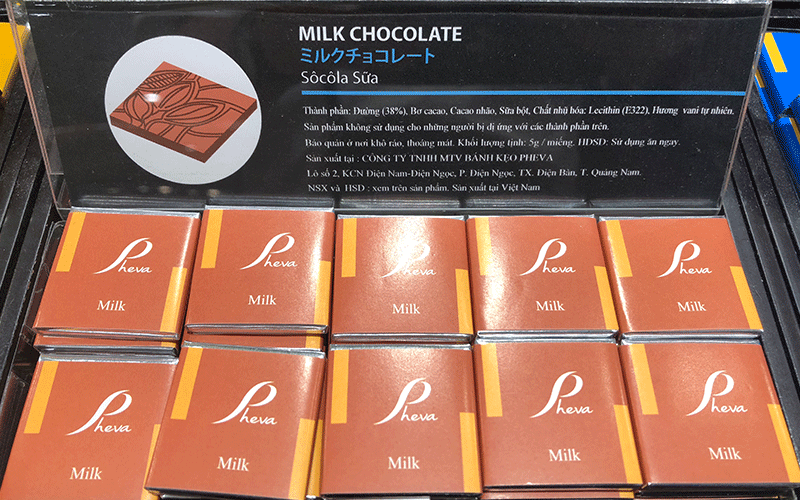 MILK CHOCOLATE
ミルクチョコレート
Sôcôla Sữa
Thành phần: Đường (38%), Bơ cacao, Cacao nhão, Sữa bột, Chất nhũ hóa: Lecithin (E322), Hương vani tự nhiên.
Sản phẩm không sử dụng cho những người bị dị ứng với các thành phần trên.
Bảo quản ở nơi khô ráo, thoáng mát. Khối lượng tịnh: 5g / miếng. HDSD: Sử dụng ăn ngay.
Sản xuất tại : CÔNG TY TNHH MTV BÁNH KẸO PHEVA
Lô số 2, KCN Điện Nam-Điện Ngọc, P. Điện Ngọc, TX. Điện Bàn, T. Quảng Nam.
NSX và HSD : xem trên sản phẩm. Sản xuất tại Việt Nam
Pheva
Milk
Pheva
Milk
Pheva
Milk
Pheva
Milk
Pheva
Milk
Pheva
Milk
Pheva
Milk
Pheva
Milk
Pheva
Milk
Pheva
Milk